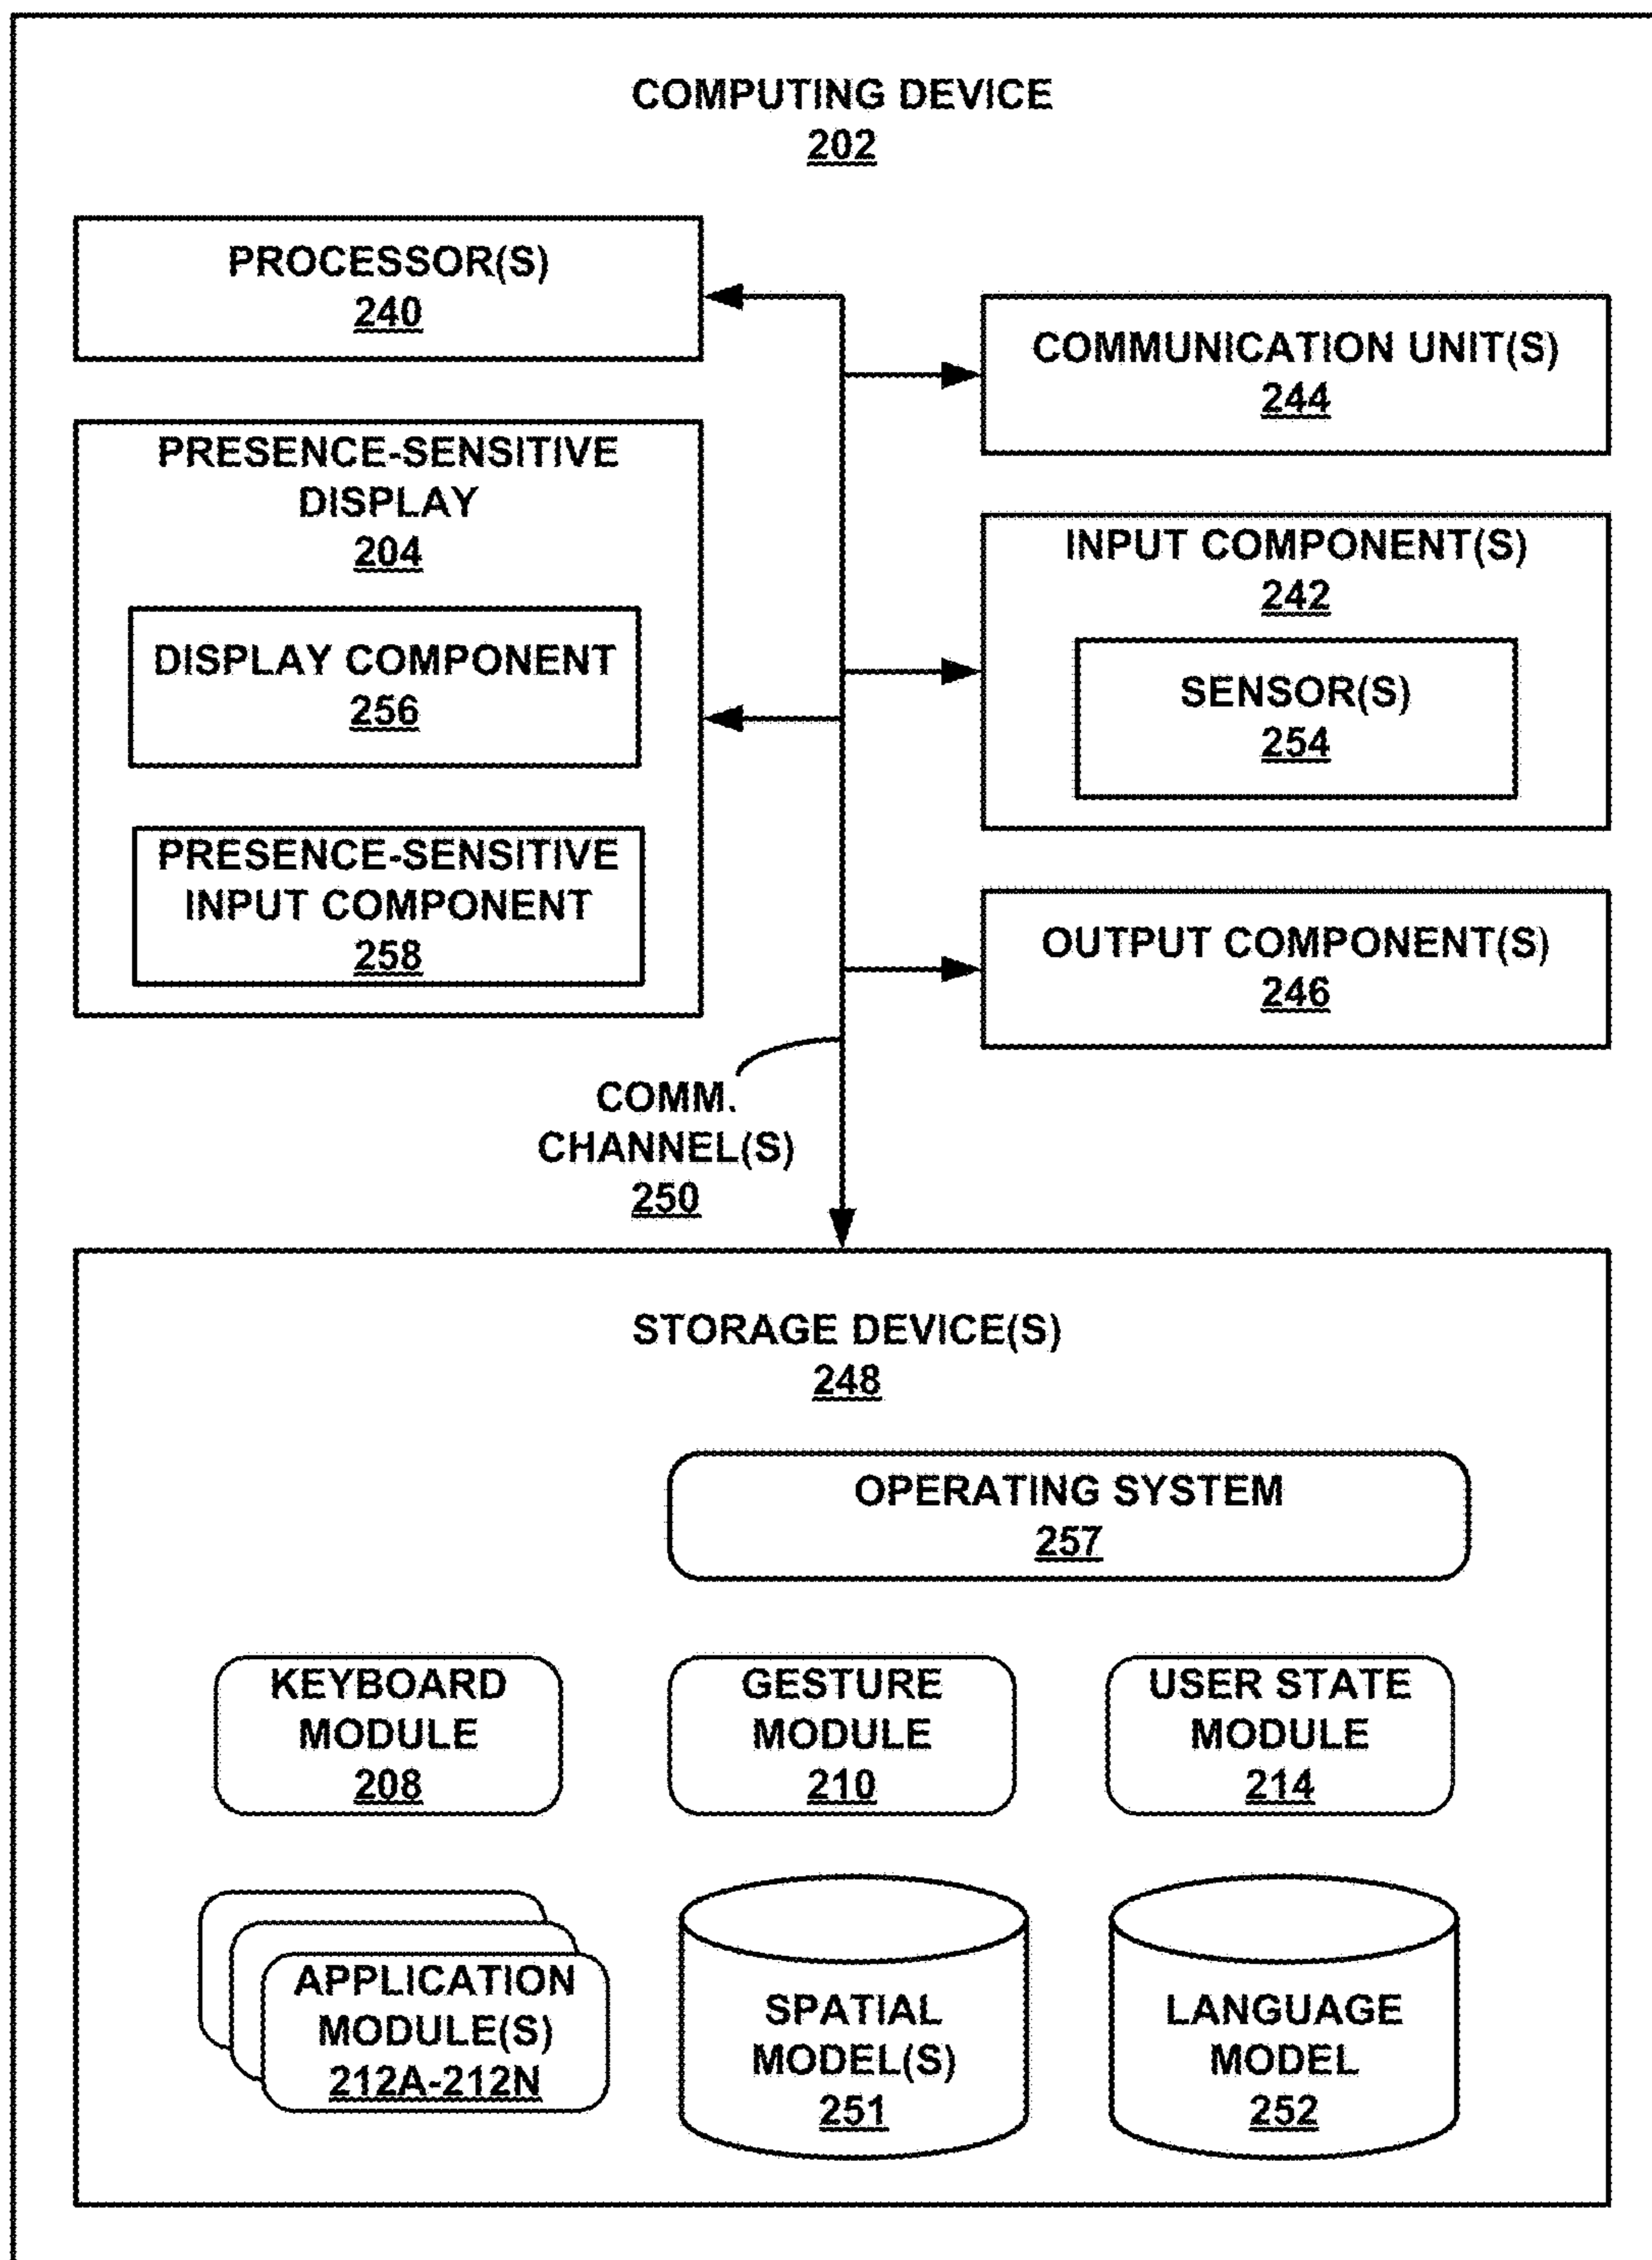 COMPUTING DEVICE
202
PROCESSOR(S)
240
COMMUNICATION UNIT(S)
244
PRESENCE-SENSITIVE
DISPLAY
204
DISPLAY COMPONENT
256
PRESENCE-SENSITIVE
INPUT COMPONENT
258
INPUT COMPONENT(S)
242
SENSOR(S)
254
OUTPUT COMPONENT(S)
246
COMM.
CHANNEL(S)
250
STORAGE DEVICE(S)
248
OPERATING SYSTEM
257
KEYBOARD
MODULE
208
GESTURE
MODULE
210
USER STATE
MODULE
214
APPLICATION
MODULE(S)
212A-212N
SPATIAL
MODEL(S)
251
LANGUAGE
MODEL
252